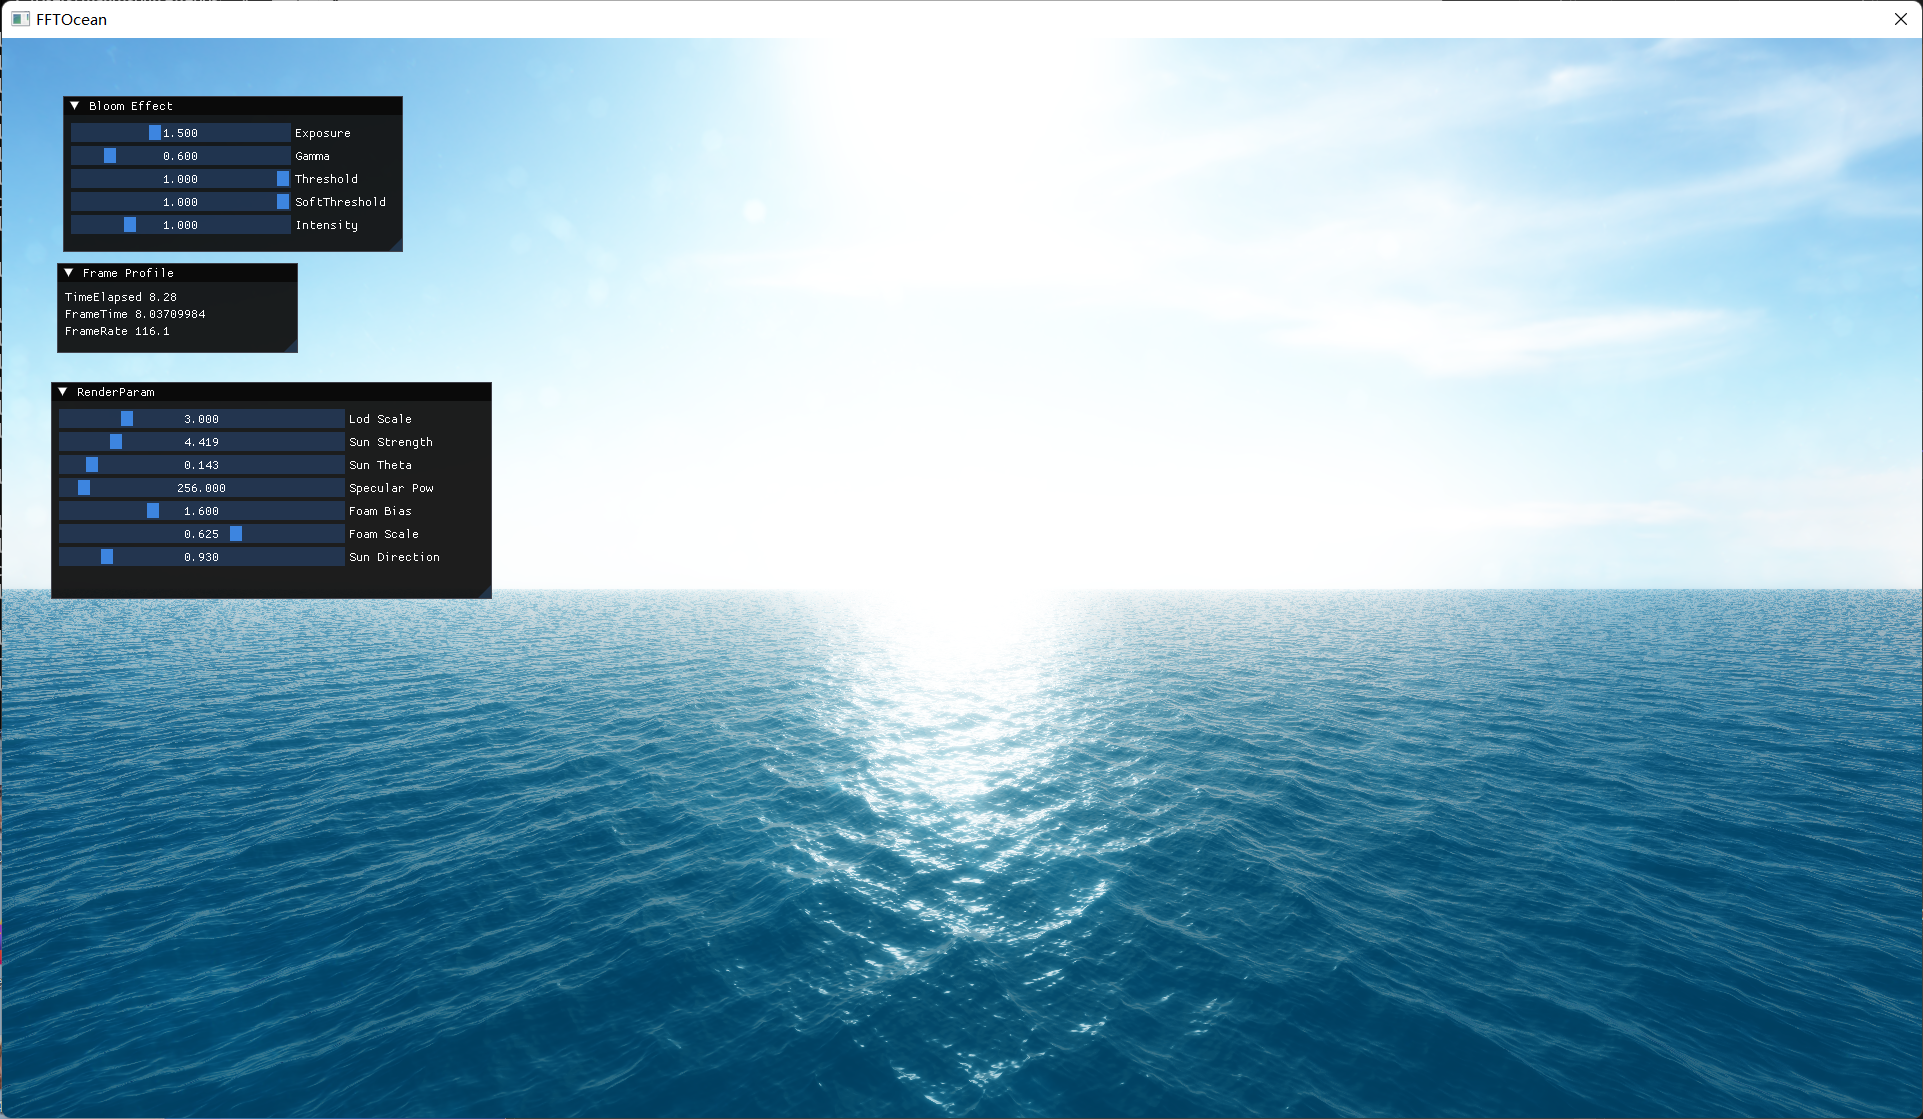 FFTOcean
Bloom Effect
1.500 Exposure
0.600 Gamma
1.000 Threshold
1.000 SoftThreshold
1.000 Intensity
Frame Profile
TimeElapsed 8.28
FrameTime 8.03709984
FrameRate 116.1
RenderParam
3.000 Lod Scale
4.419 Sun Strength
0.143 Sun Theta
256.000 Specular Pow
1.600 Foam Bias
0.625 Foam Scale
0.930 Sun Direction